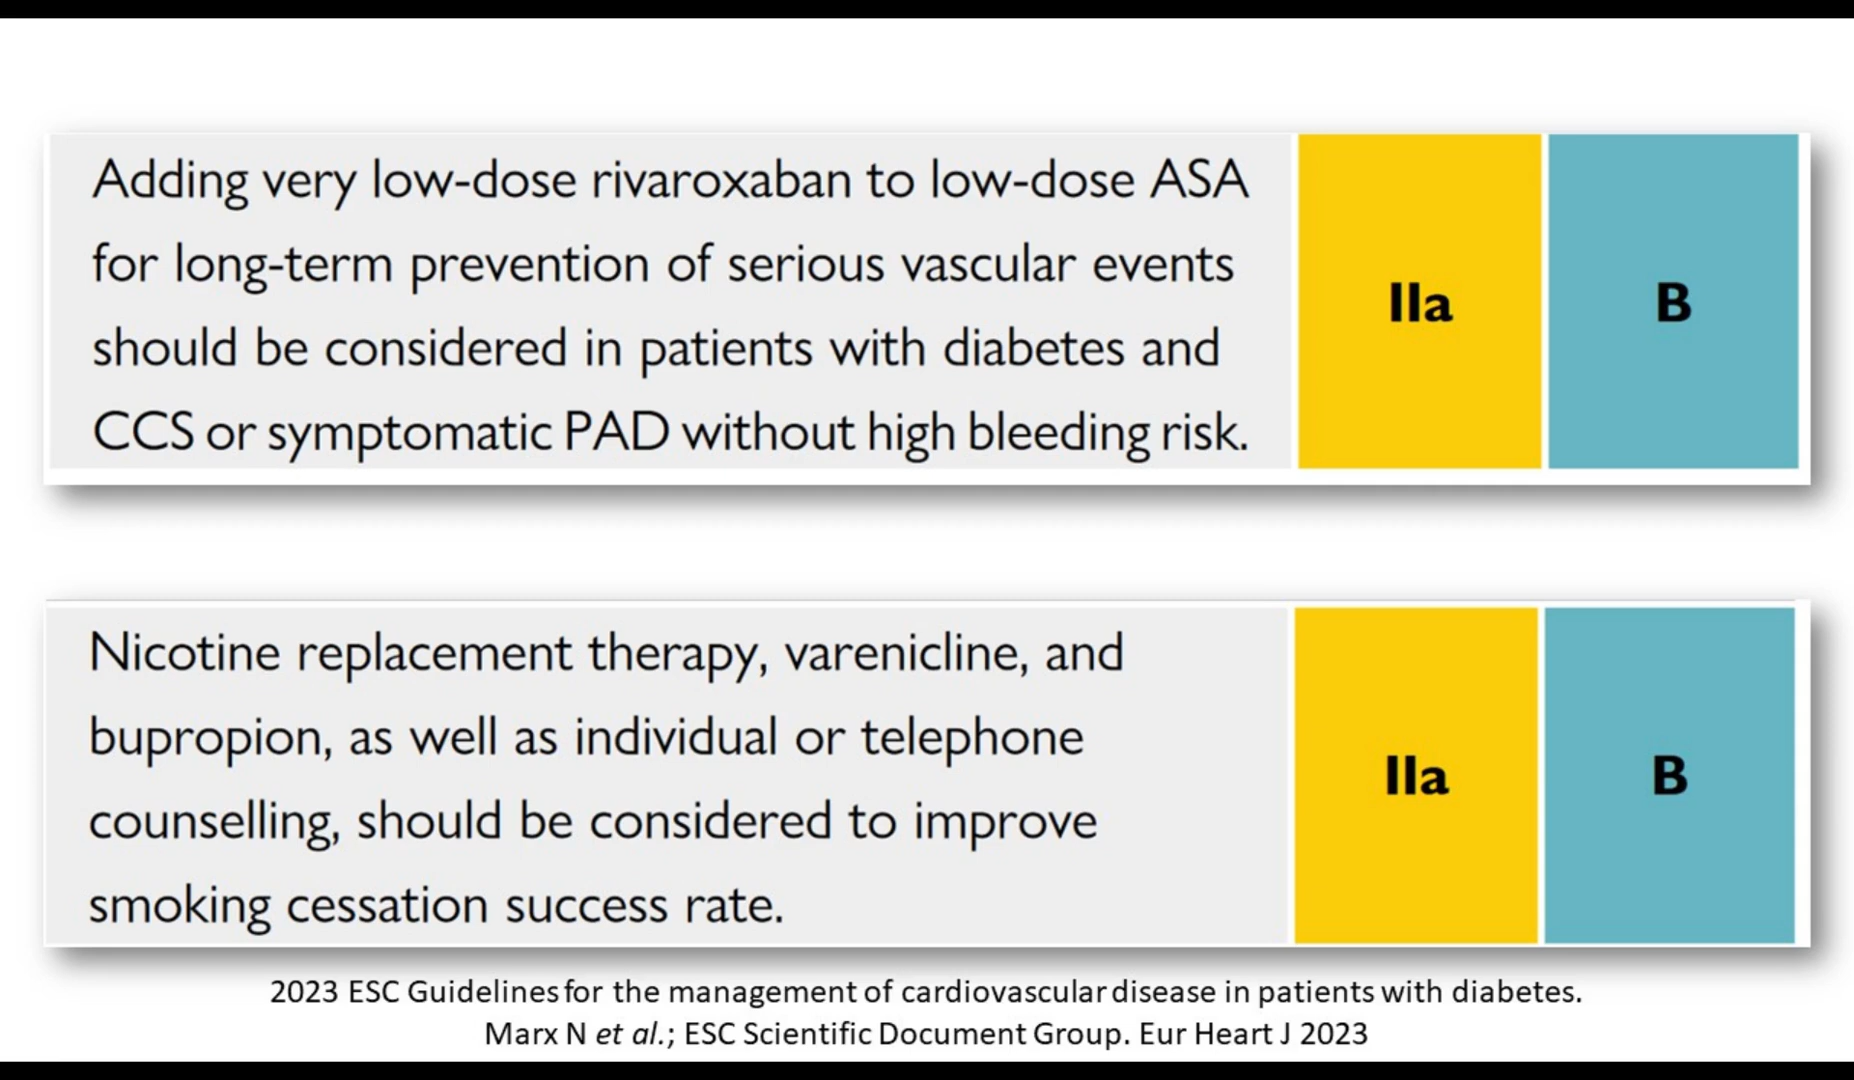 Adding very low-dose rivaroxaban to low-dose ASA
for long-term prevention of serious vascular events
should be considered in patients with diabetes and
CCS or symptomatic PAD without high bleeding risk.
IIa
B
Nicotine replacement therapy, varenicline, and
bupropion, as well as individual or telephone
counselling, should be considered to improve
smoking cessation success rate.
IIa
B
2023 ESC Guidelines for the management of cardiovascular disease in patients with diabetes.
Marx N et al.; ESC Scientific Document Group. Eur Heart J 2023